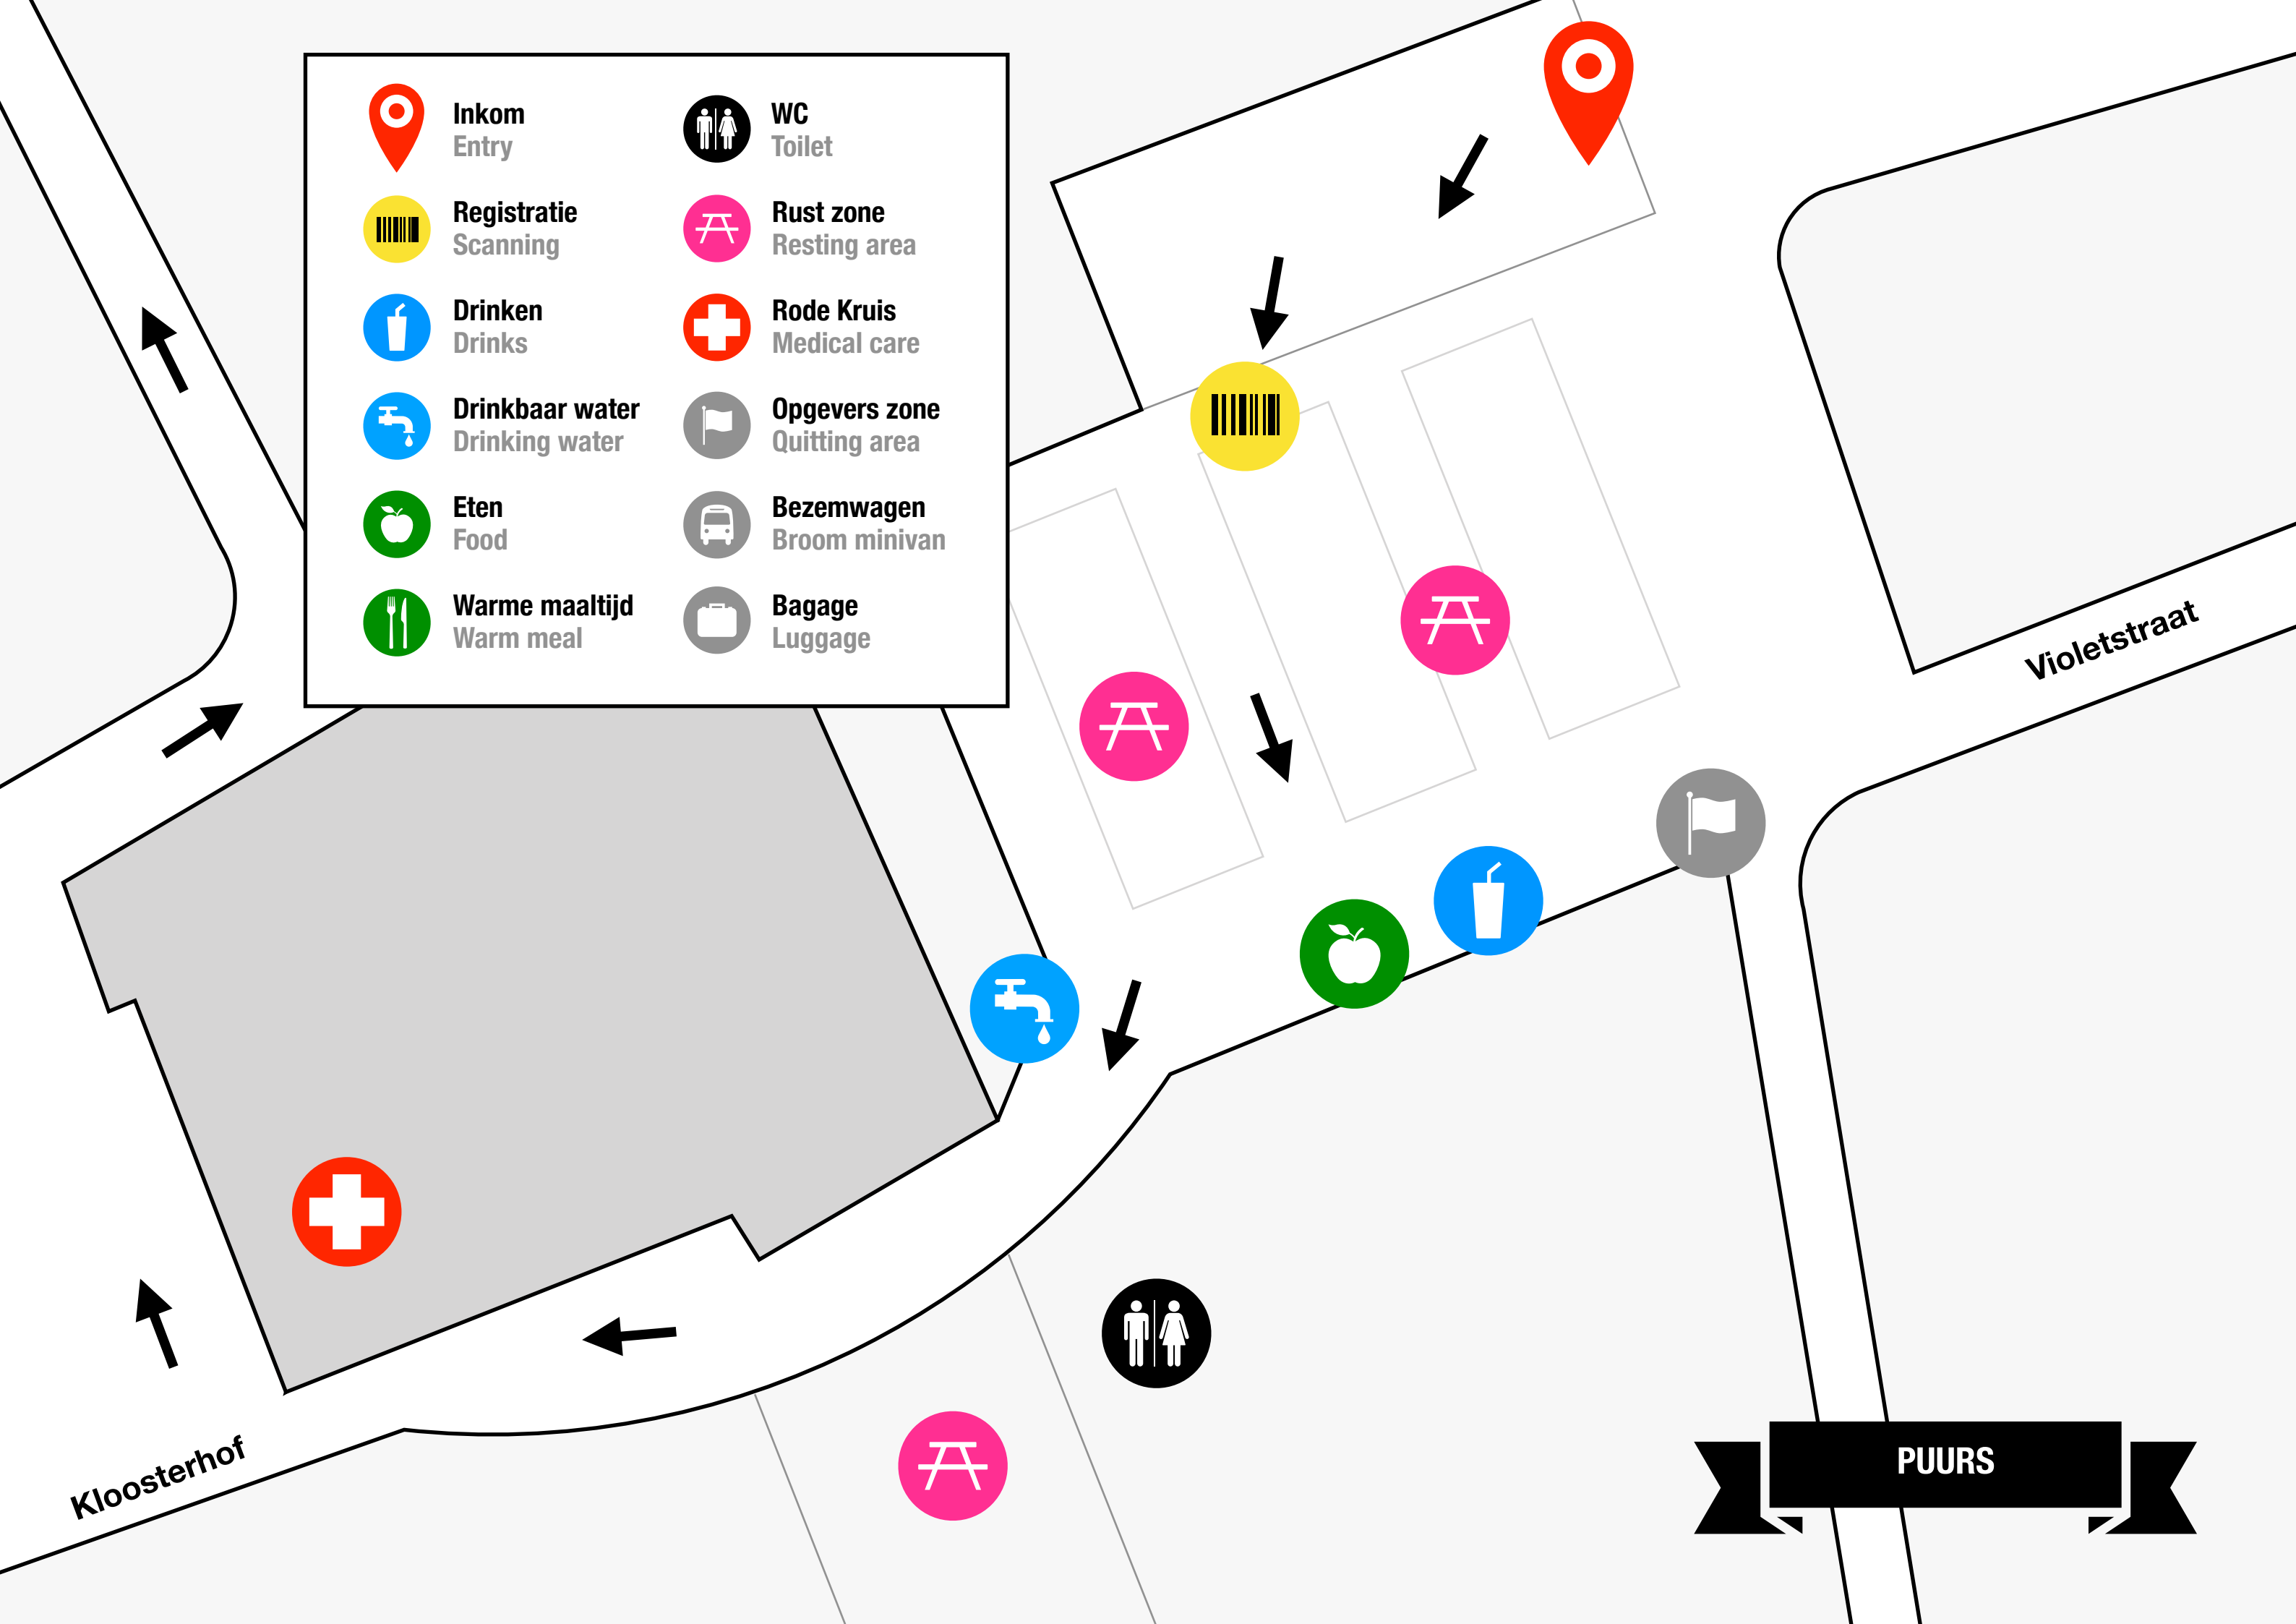 Inkom
Entry
Registratie
Scanning
Drinken
Drinks
Drinkbaar water
Drinking water
Eten
Food
Warme maaltijd
Warm meal
WC
Toilet
Rust zone
Resting area
Rode Kruis
Medical care
Opgevers zone
Quitting area
Bezemwagen
Broom minivan
Bagage
Luggage
Violetstraat
Kloosterhof
PUURS